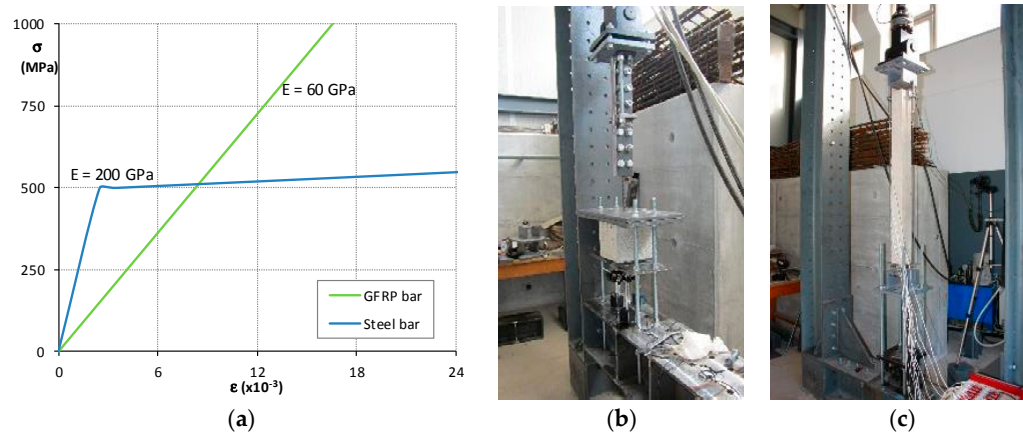 1000
σ
(MPa)
E = 60 GPa
750
E = 200 GPa
500
250
GFRP bar
Steel bar
0
0
6
12
18
24
ε (x10⁻³)
(a)
(b)
(c)